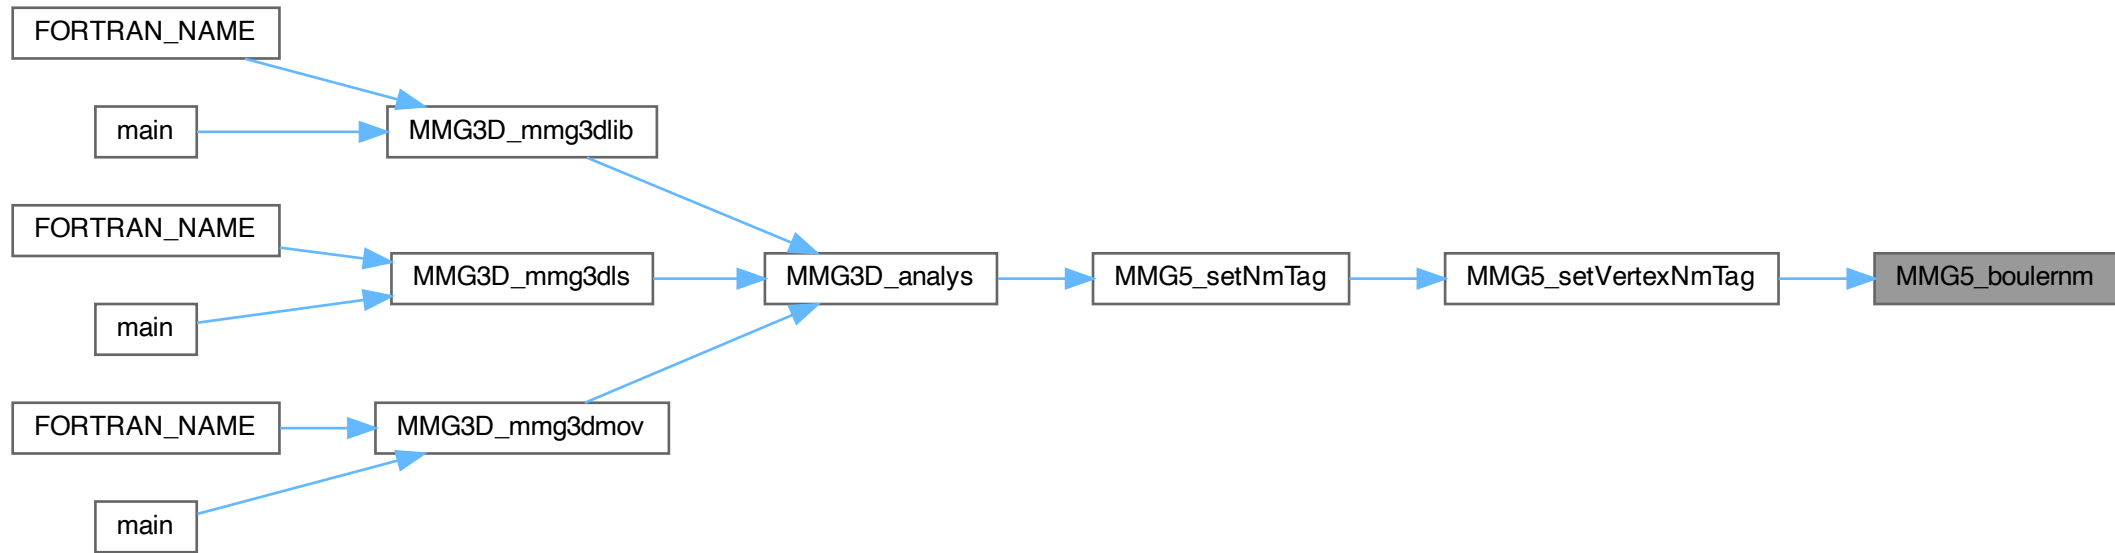 FORTRAN_NAME
main
MMG3D_mmg3dlib
FORTRAN_NAME
main
MMG3D_mmg3dls
MMG3D_analys
MMG5_setNmTag
MMG5_setVertexNmTag
MMG5_boulernm
FORTRAN_NAME
main
MMG3D_mmg3dmov